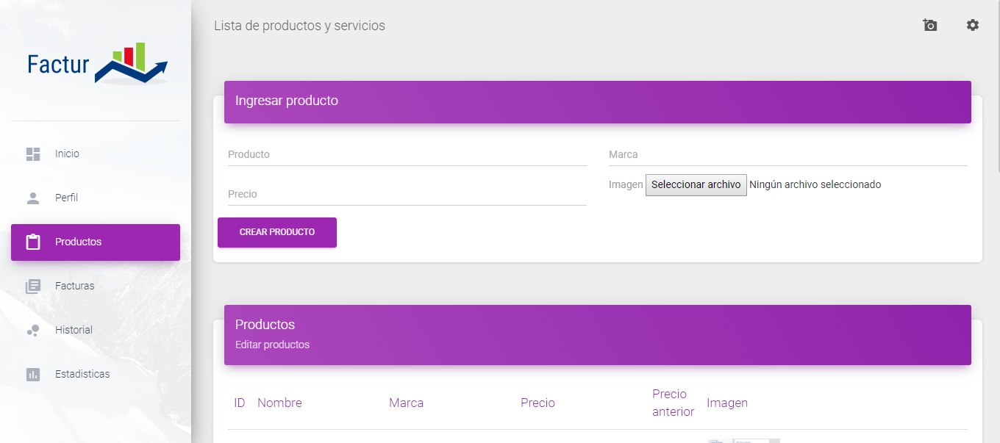 Factur
Inicio
Perfil
Productos
Facturas
Historial
Estadisticas
Lista de productos y servicios
Ingresar producto
Producto
Marca
Imagen Seleccionar archivo Ningún archivo seleccionado
Precio
CREAR PRODUCTO
Productos
Editar productos
ID Nombre Marca Precio Precio anterior Imagen